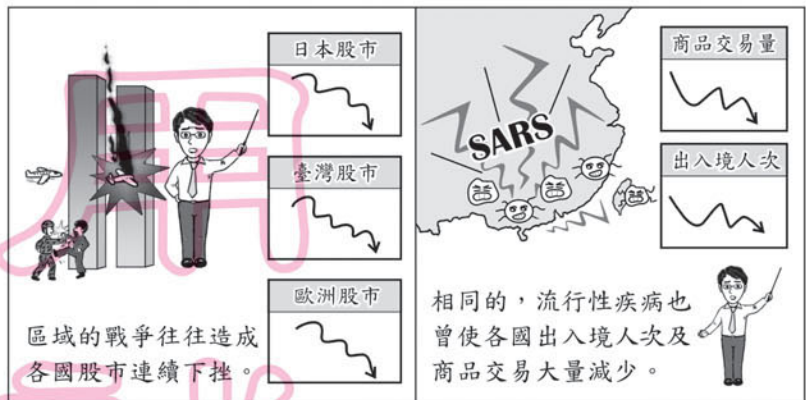 日本股市
臺灣股市
歐洲股市
區域的戰爭往往造成
各國股市連續下挫。
SARS
商品交易量
出入境人次
相同的，流行性疾病也
曾使各國出入境人次及
商品交易大量減少。